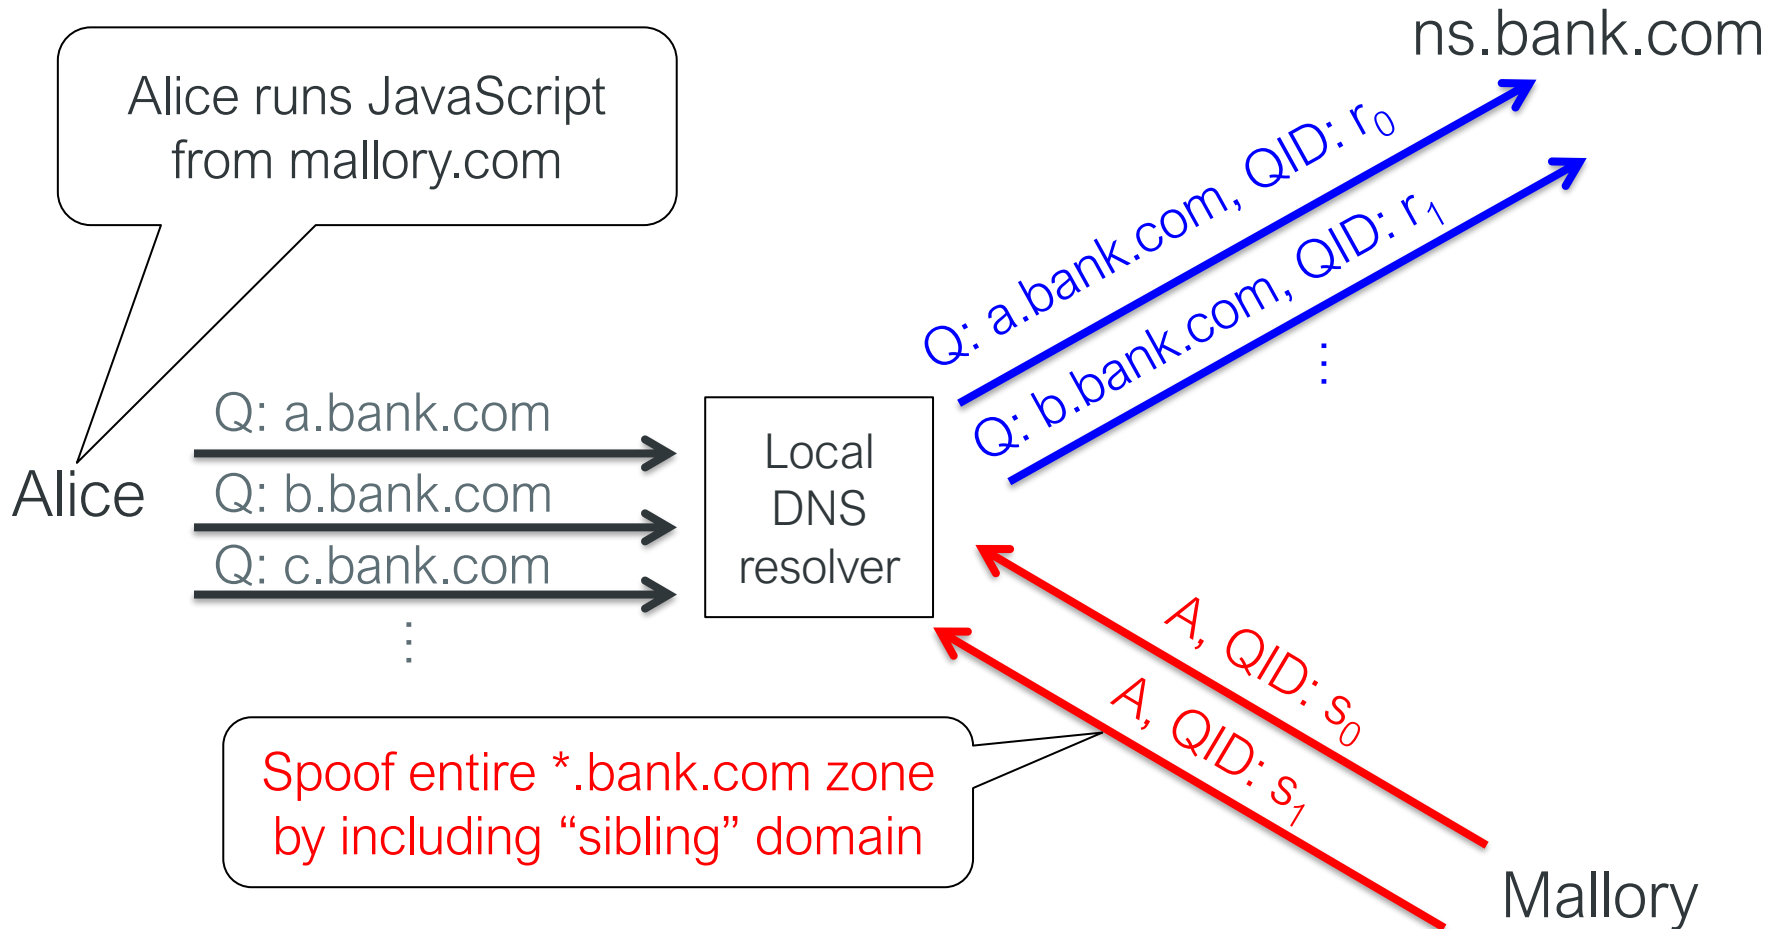 ns.bank.com
Alice runs JavaScript
from mallory.com
Q: a.bank.com, QID: r₀
Q: b.bank.com, QID: r₁
⋮
Q: a.bank.com
Q: b.bank.com
Q: c.bank.com
⋮
Alice
Local
DNS
resolver
A, QID: s₀
A, QID: s₁
Spoof entire *.bank.com zone
by including “sibling” domain
Mallory